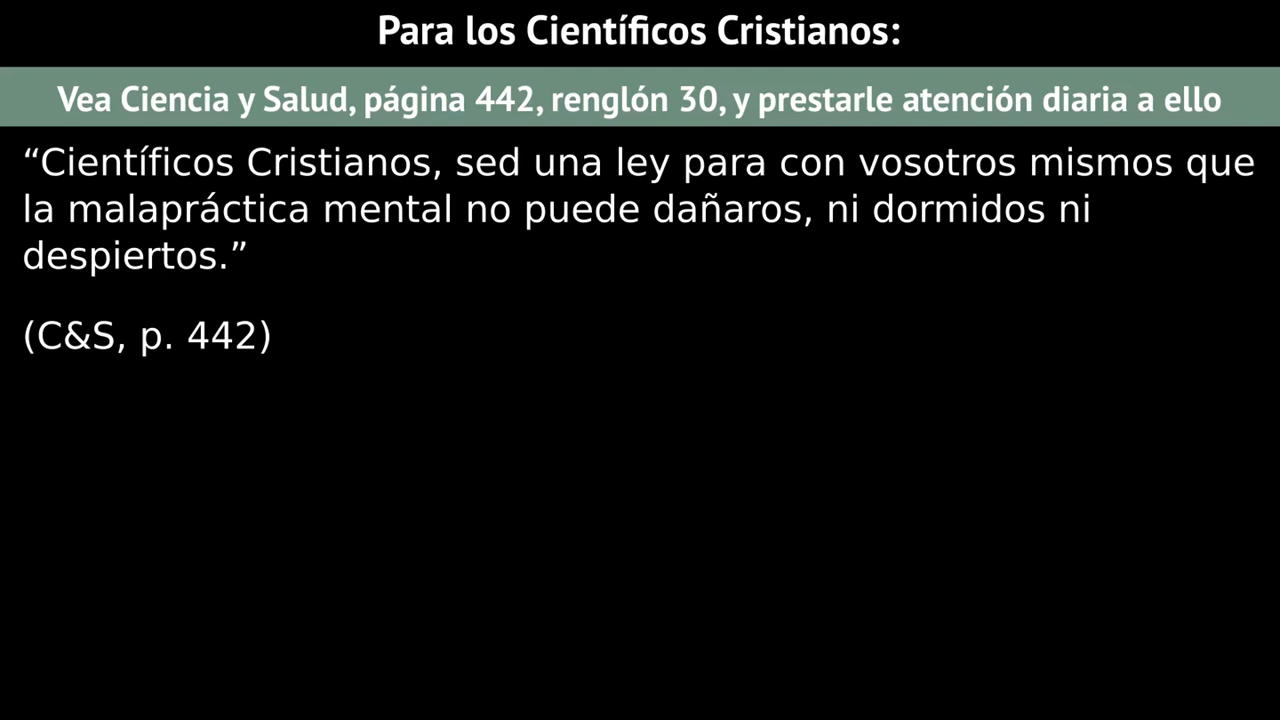 Para los Científicos Cristianos:
Vea Ciencia y Salud, página 442, renglón 30, y prestarle atención diaria a ello
“Científicos Cristianos, sed una ley para con vosotros mismos que
la malapráctica mental no puede dañaros, ni dormidos ni
despiertos.”
(C&S, p. 442)